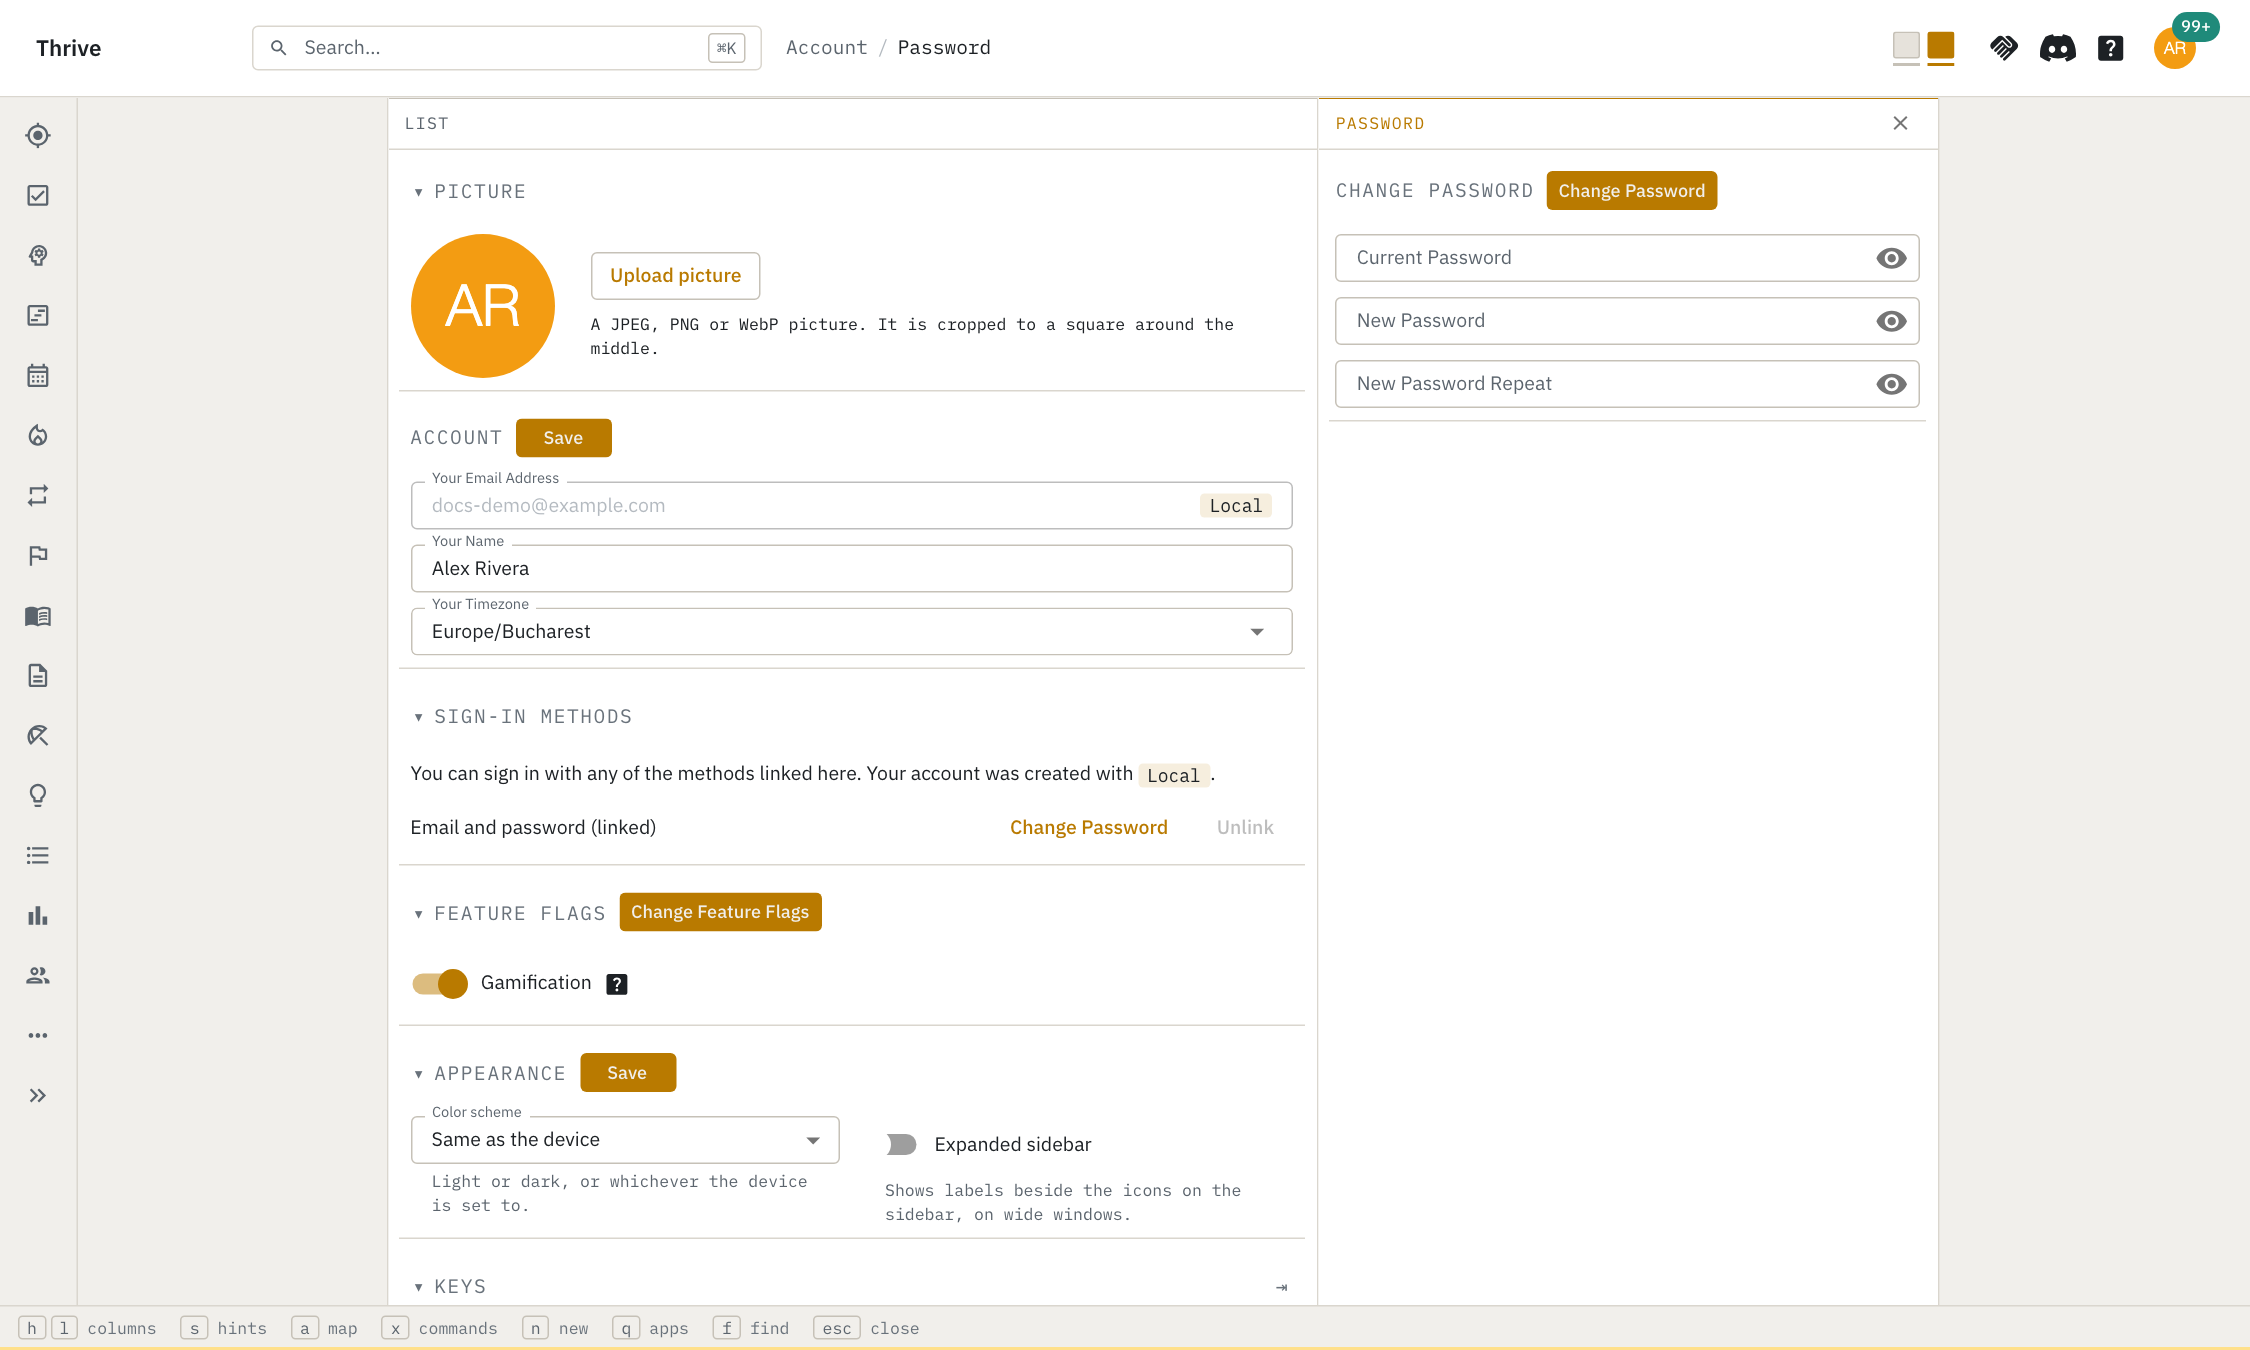 Thrive
Search...
⌘K
Account / Password
AR
99+
LIST
PICTURE
AR
Upload picture
A JPEG, PNG or WebP picture. It is cropped to a square around the
middle.
ACCOUNT
Save
Your Email Address
docs-demo@example.com
Local
Your Name
Alex Rivera
Your Timezone
Europe/Bucharest
SIGN-IN METHODS
You can sign in with any of the methods linked here. Your account was created with Local.
Email and password (linked)
Change Password
Unlink
FEATURE FLAGS
Change Feature Flags
Gamification
?
APPEARANCE
Save
Color scheme
Same as the device
Light or dark, or whichever the device
is set to.
Expanded sidebar
Shows labels beside the icons on the
sidebar, on wide windows.
KEYS
PASSWORD
CHANGE PASSWORD
Change Password
Current Password
New Password
New Password Repeat
h l columns s hints a map x commands n new q apps f find esc close